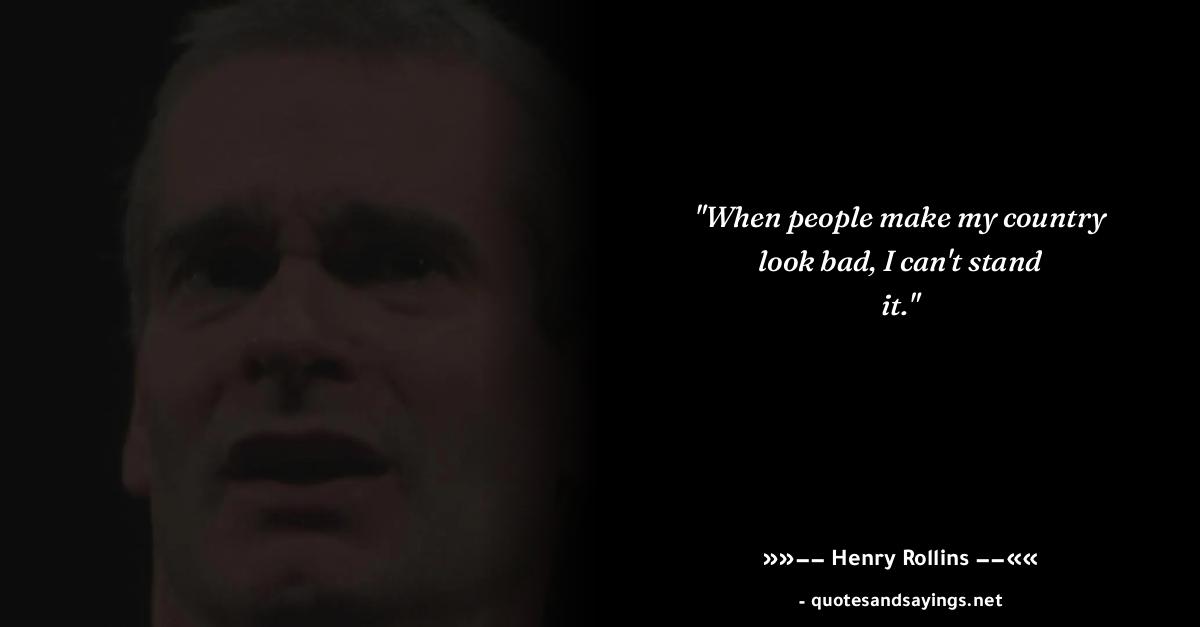 "When people make my country
look bad, I can't stand
it."
»»−− Henry Rollins −−««
- quotesandsayings.net